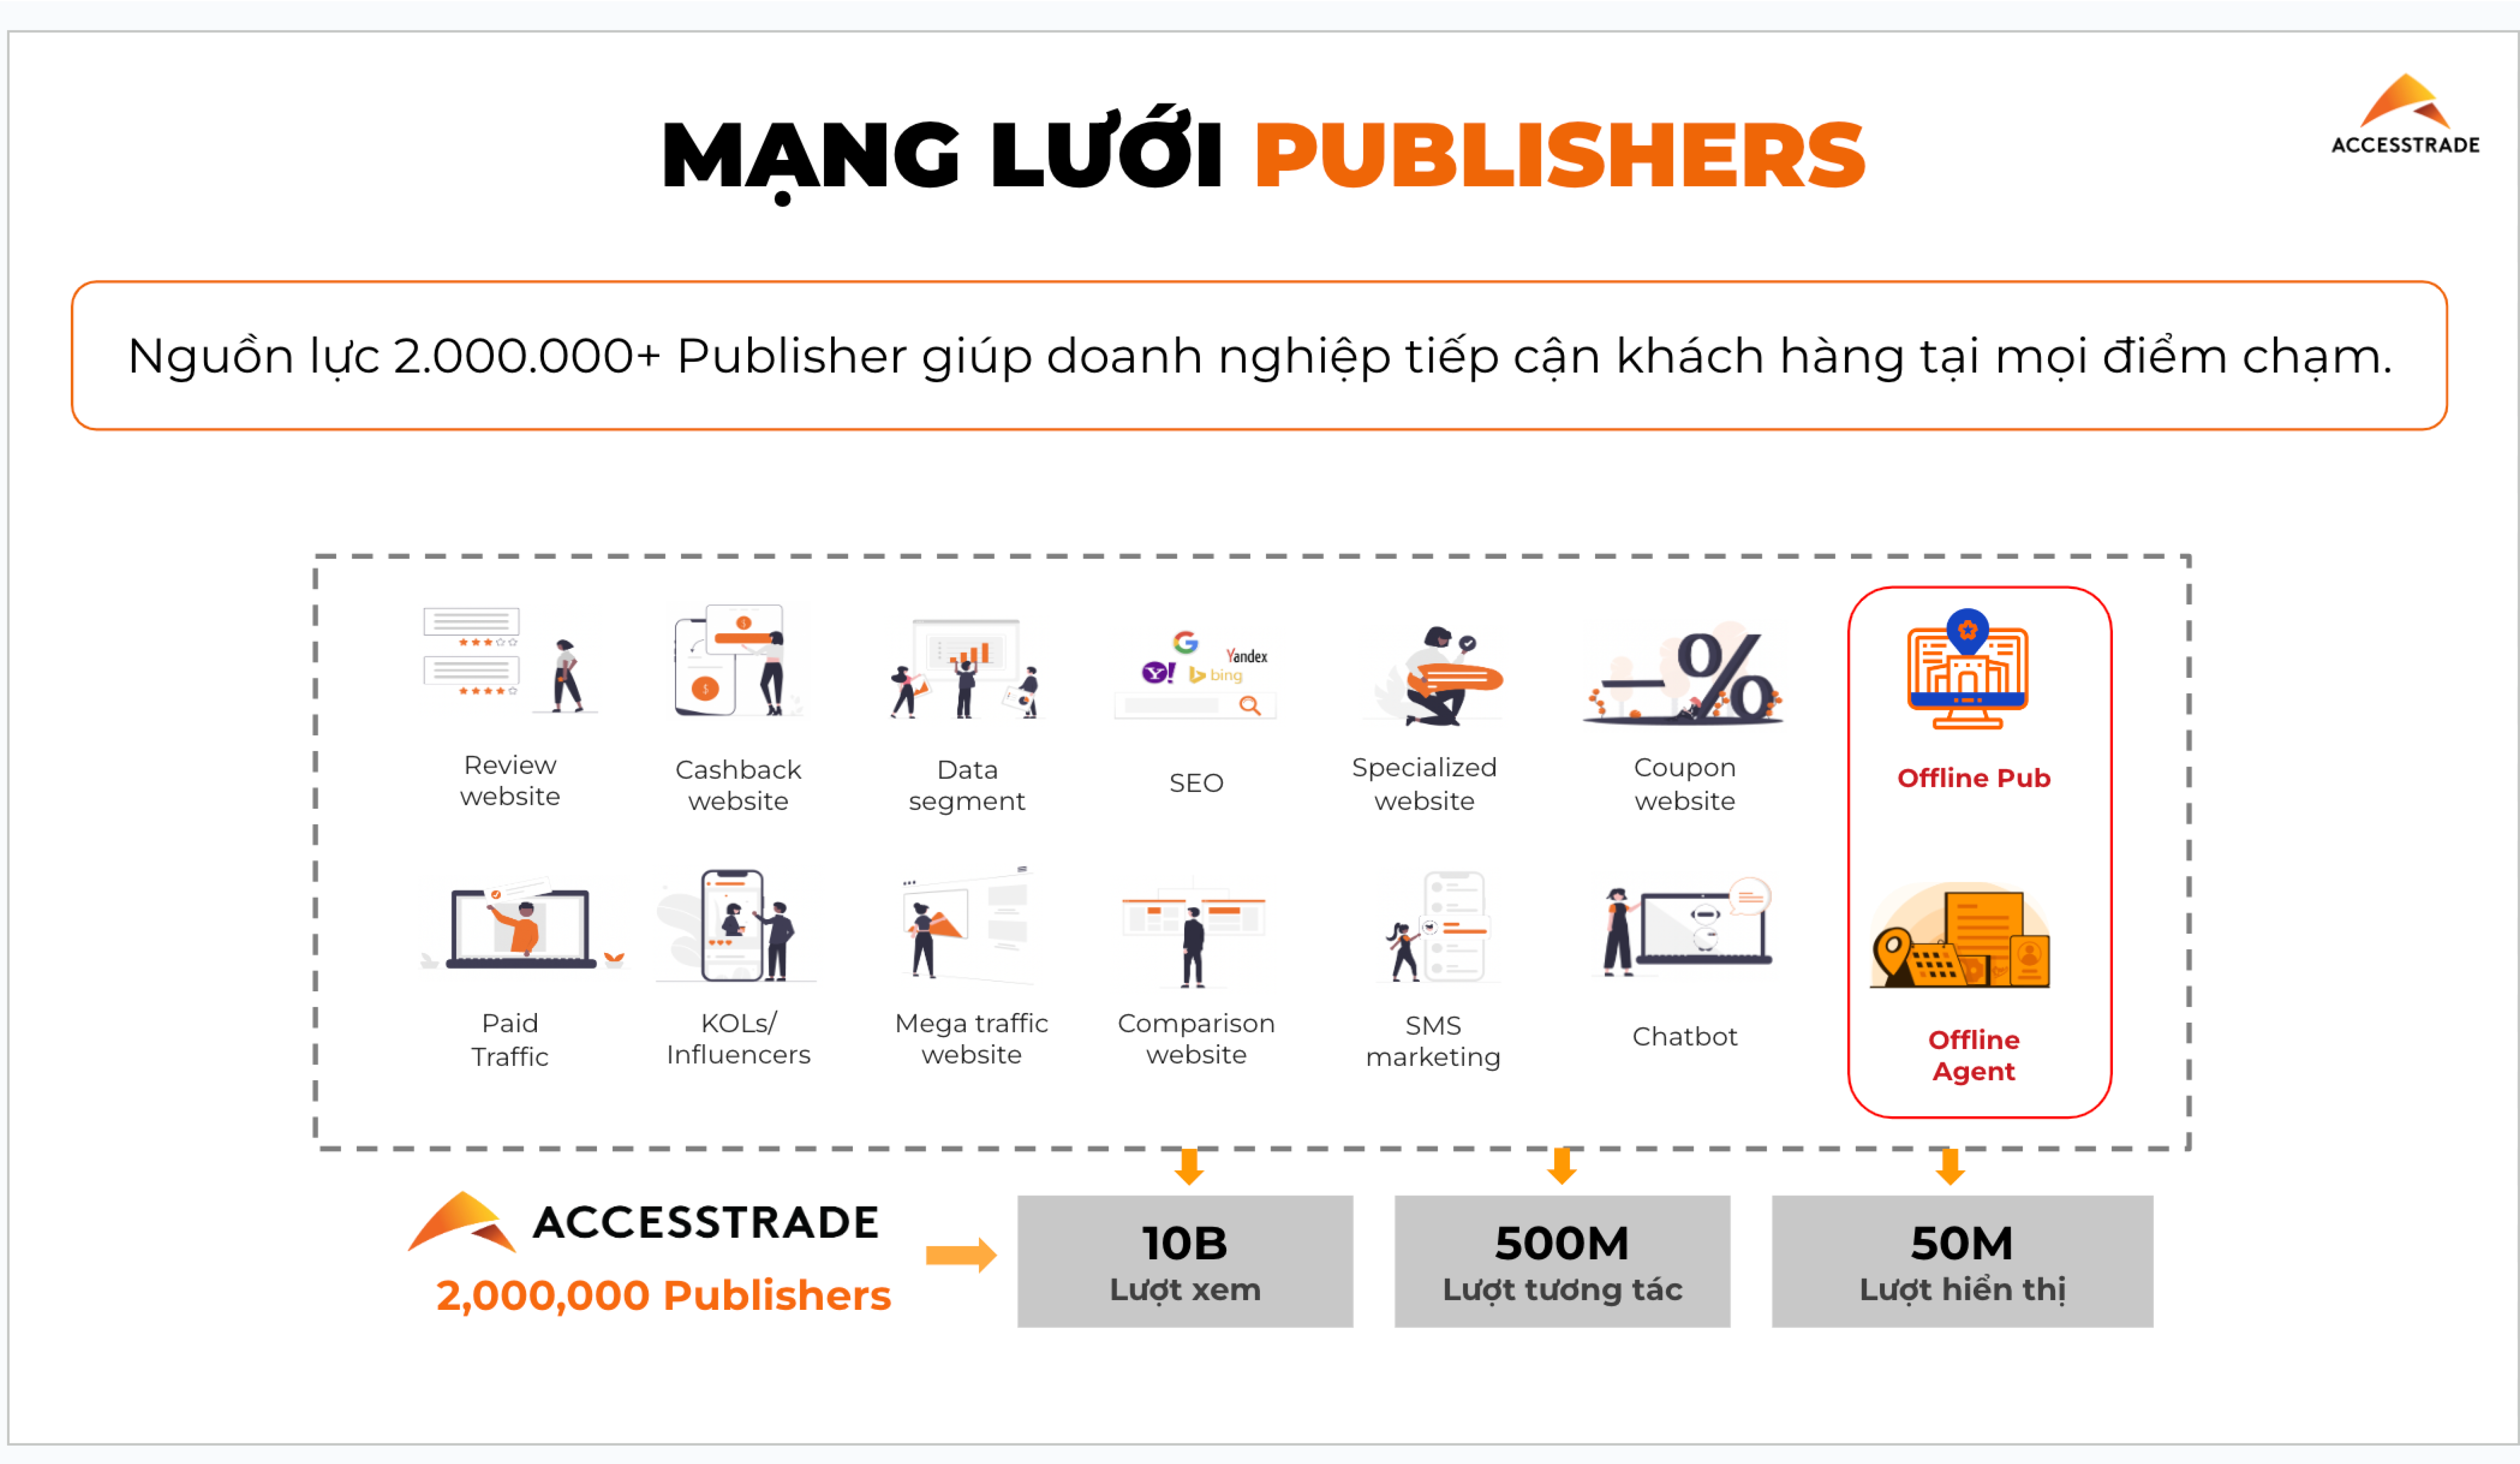 MẠNG LƯỚI PUBLISHERS
ACCESSTRADE
Nguồn lực 2.000.000+ Publisher giúp doanh nghiệp tiếp cận khách hàng tại mọi điểm chạm.
G
Yandex
Y!
bing
%
Review
website
Cashback
website
Data
segment
SEO
Specialized
website
Coupon
website
Offline Pub
Paid
Traffic
KOLs/
Influencers
Mega traffic
website
Comparison
website
SMS
marketing
Chatbot
Offline
Agent
ACCESSTRADE
2,000,000 Publishers
10B
Lượt xem
500M
Lượt tương tác
50M
Lượt hiển thị